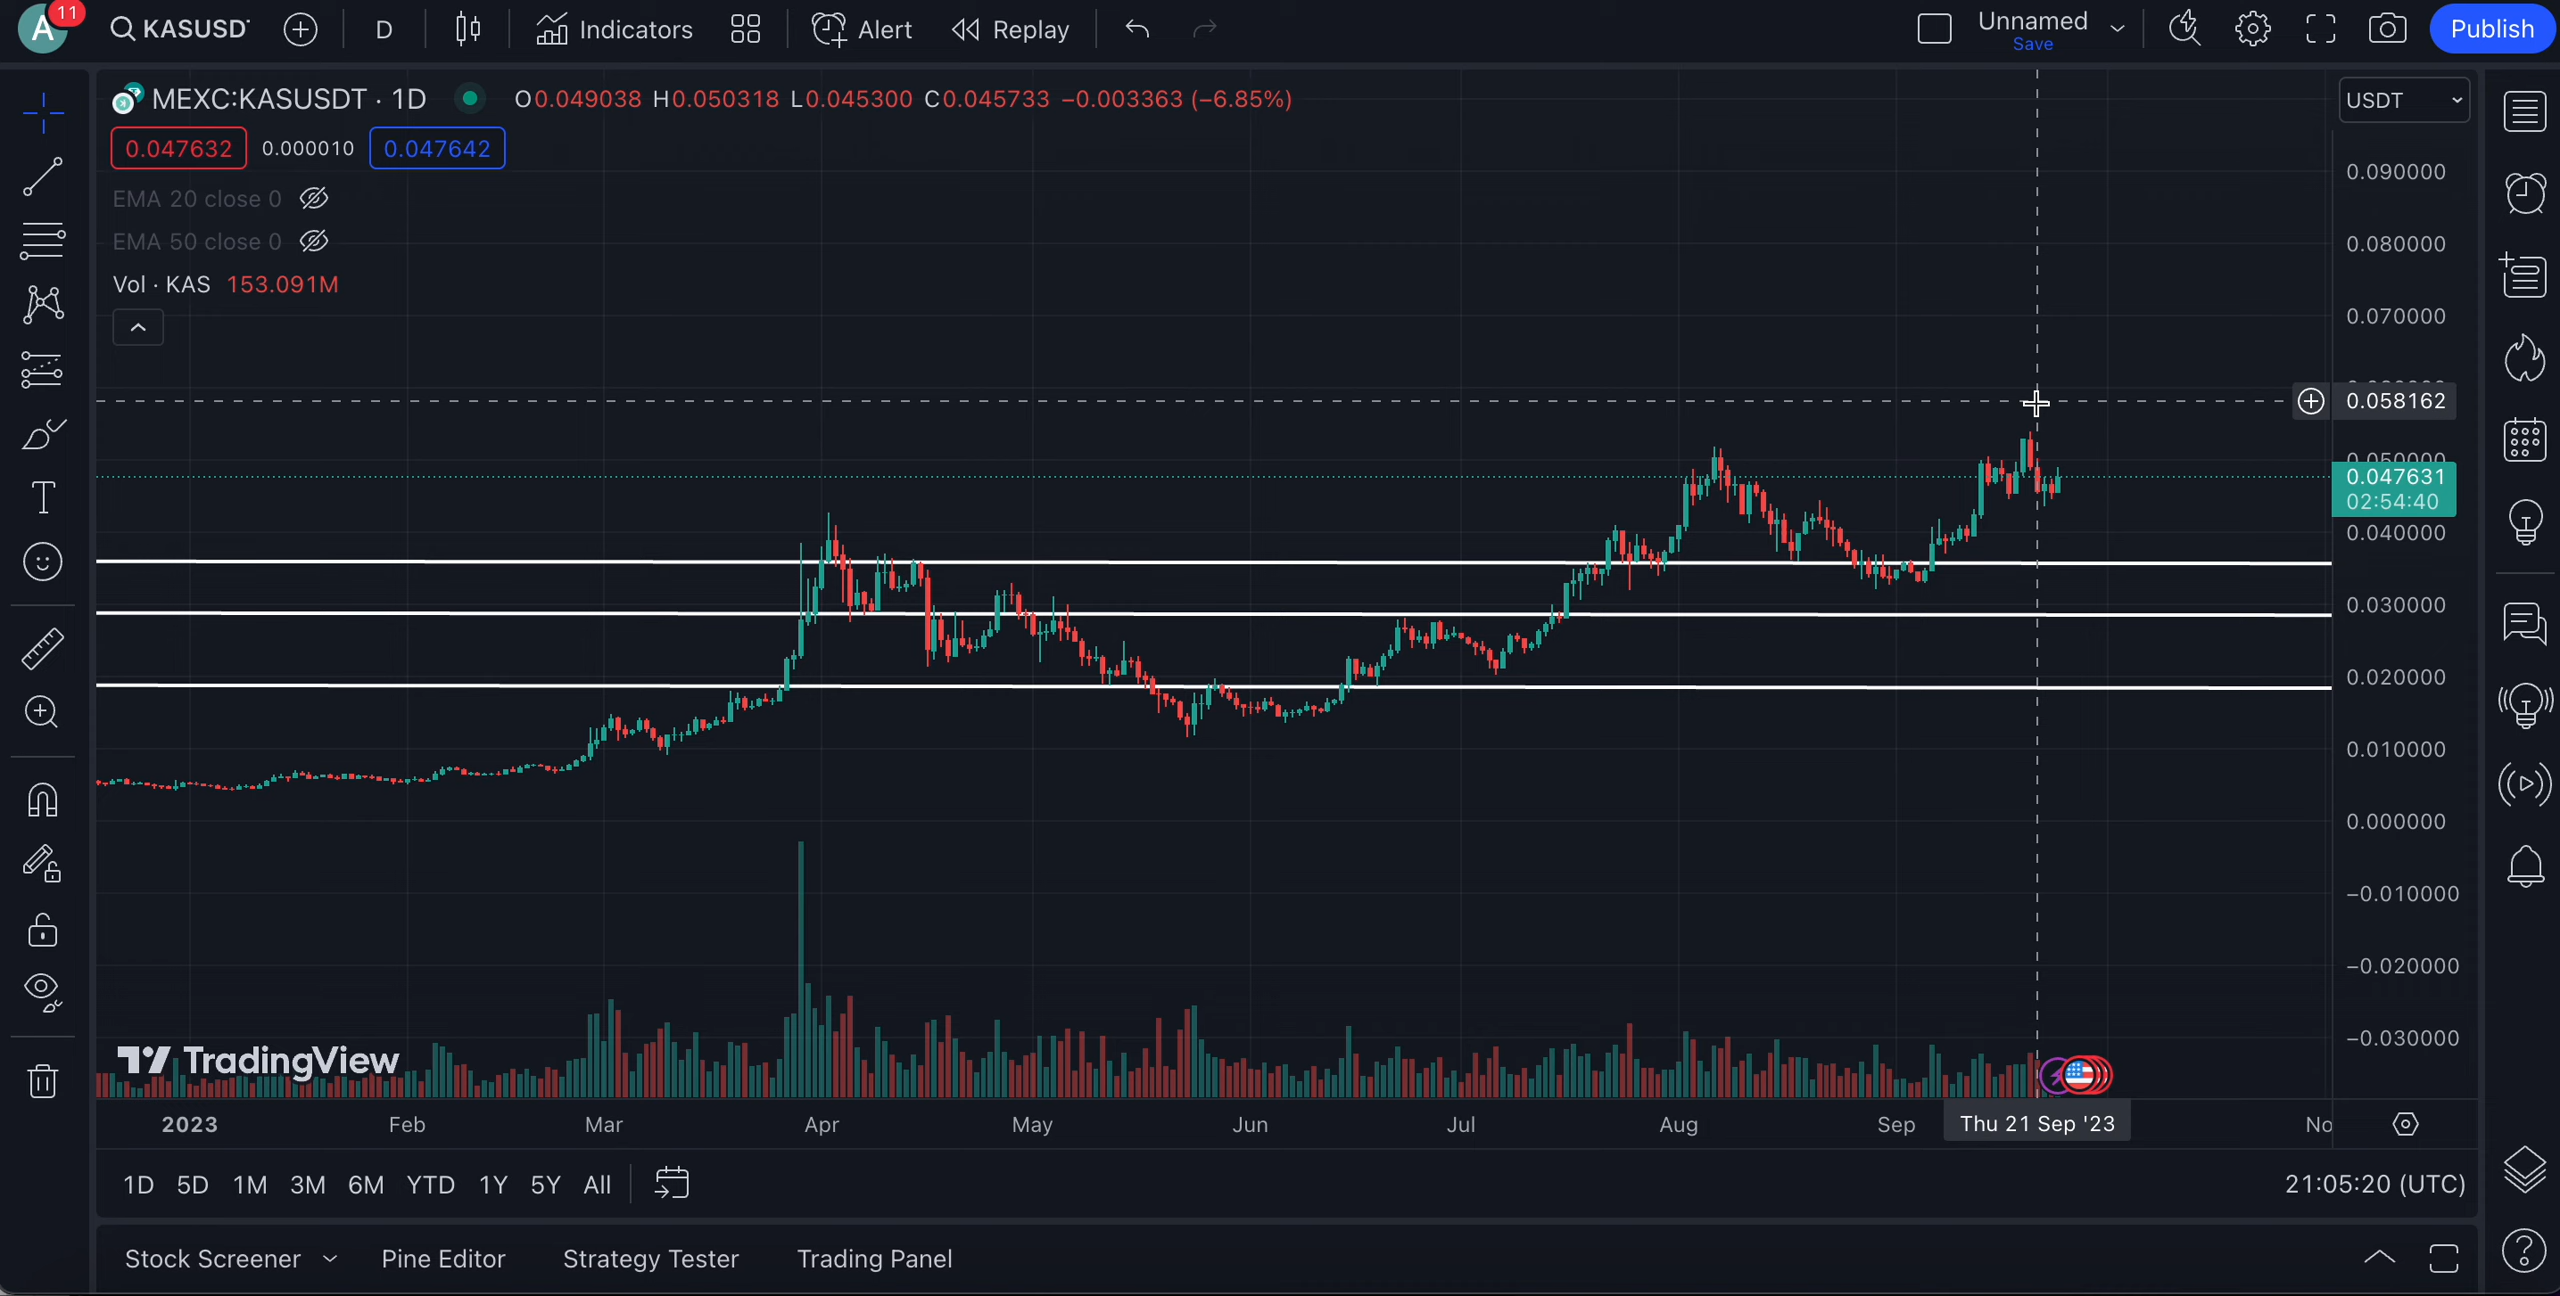 A 11 KASUSD D Indicators Alert Replay Unnamed Save Publish
MEXC:KASUSDT · 1D O0.049038 H0.050318 L0.045300 C0.045733 −0.003363 (−6.85%) USDT
0.047632 0.000010 0.047642
EMA 20 close 0
EMA 50 close 0
Vol · KAS 153.091M
0.090000
0.080000
0.070000
0.058162
0.047631
02:54:40
0.040000
0.030000
0.020000
0.010000
0.000000
−0.010000
−0.020000
−0.030000
TradingView
2023 Feb Mar Apr May Jun Jul Aug Sep Thu 21 Sep '23
1D 5D 1M 3M 6M YTD 1Y 5Y All 21:05:20 (UTC)
Stock Screener Pine Editor Strategy Tester Trading Panel